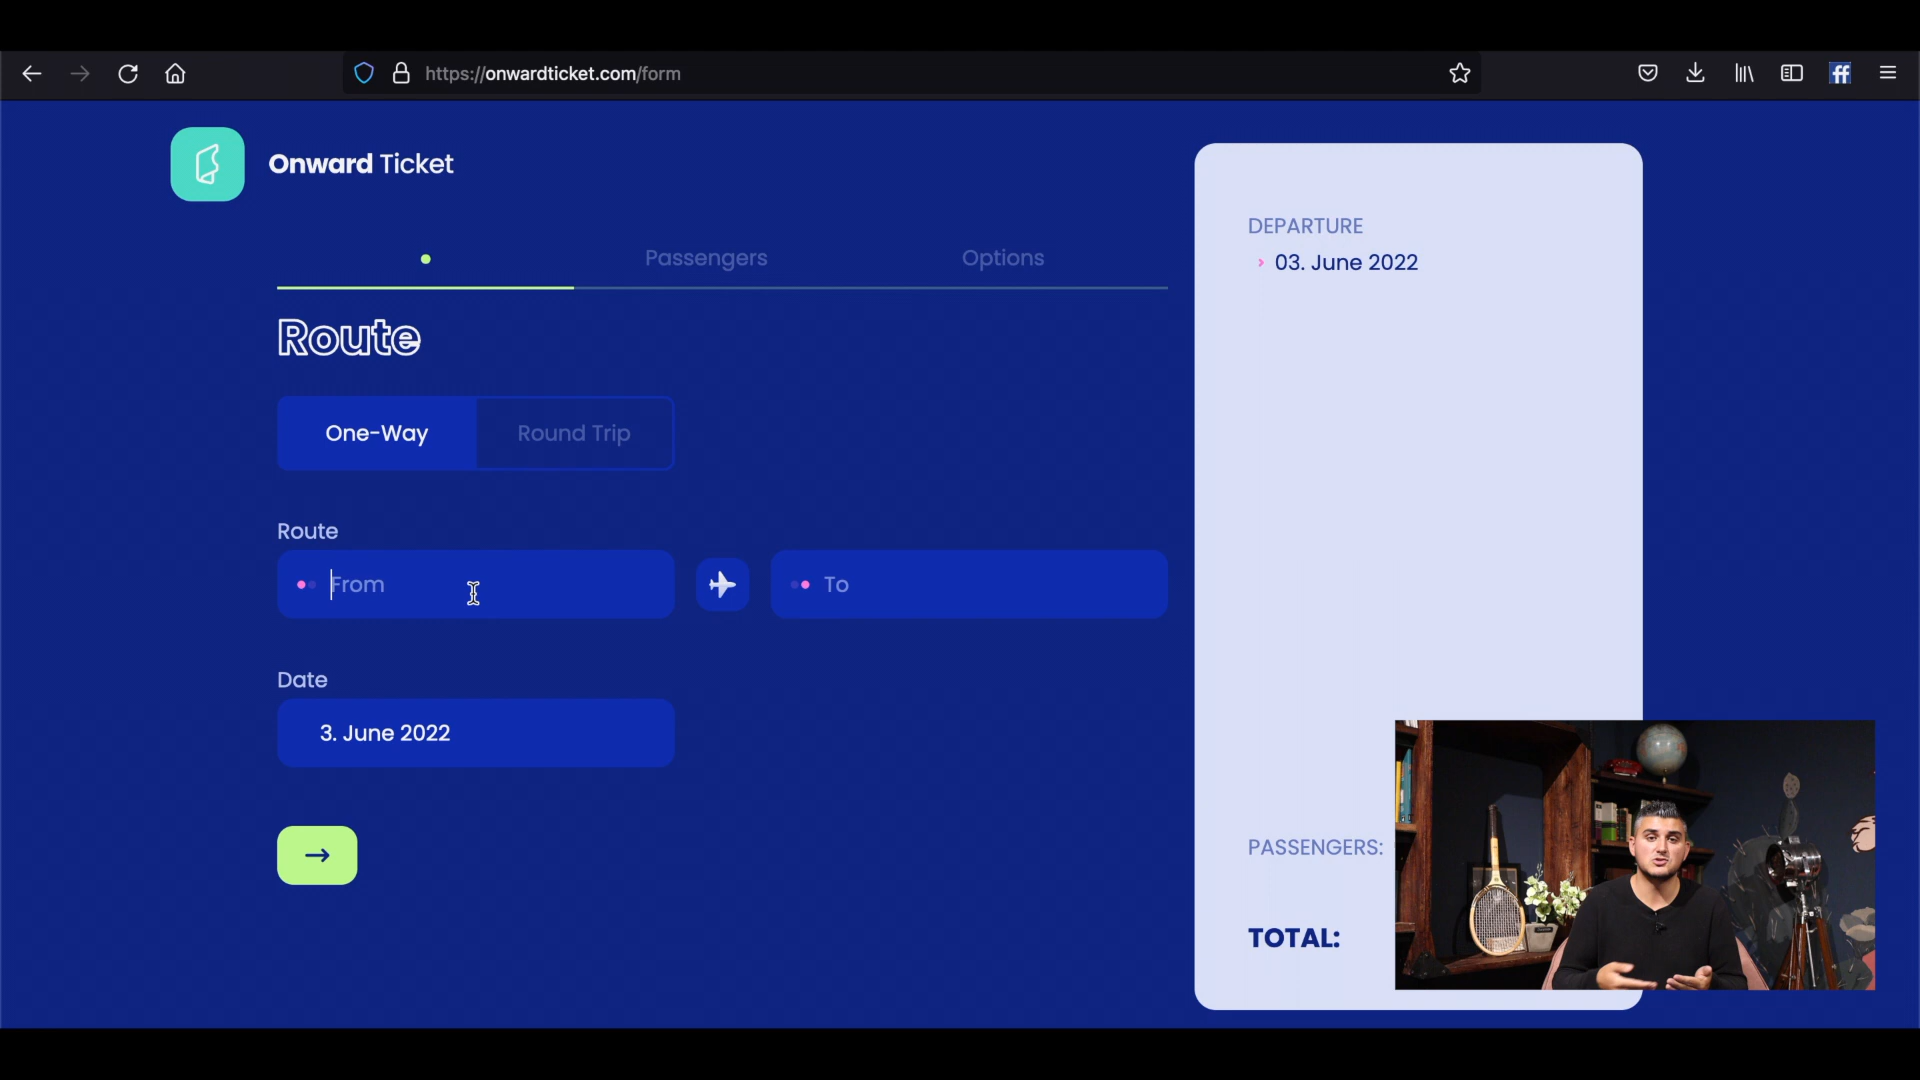 https://onwardticket.com/form
ff
Onward Ticket
Passengers
Options
Route
One-Way
Round Trip
Route
From
To
Date
3. June 2022
DEPARTURE
03. June 2022
PASSENGERS:
TOTAL: